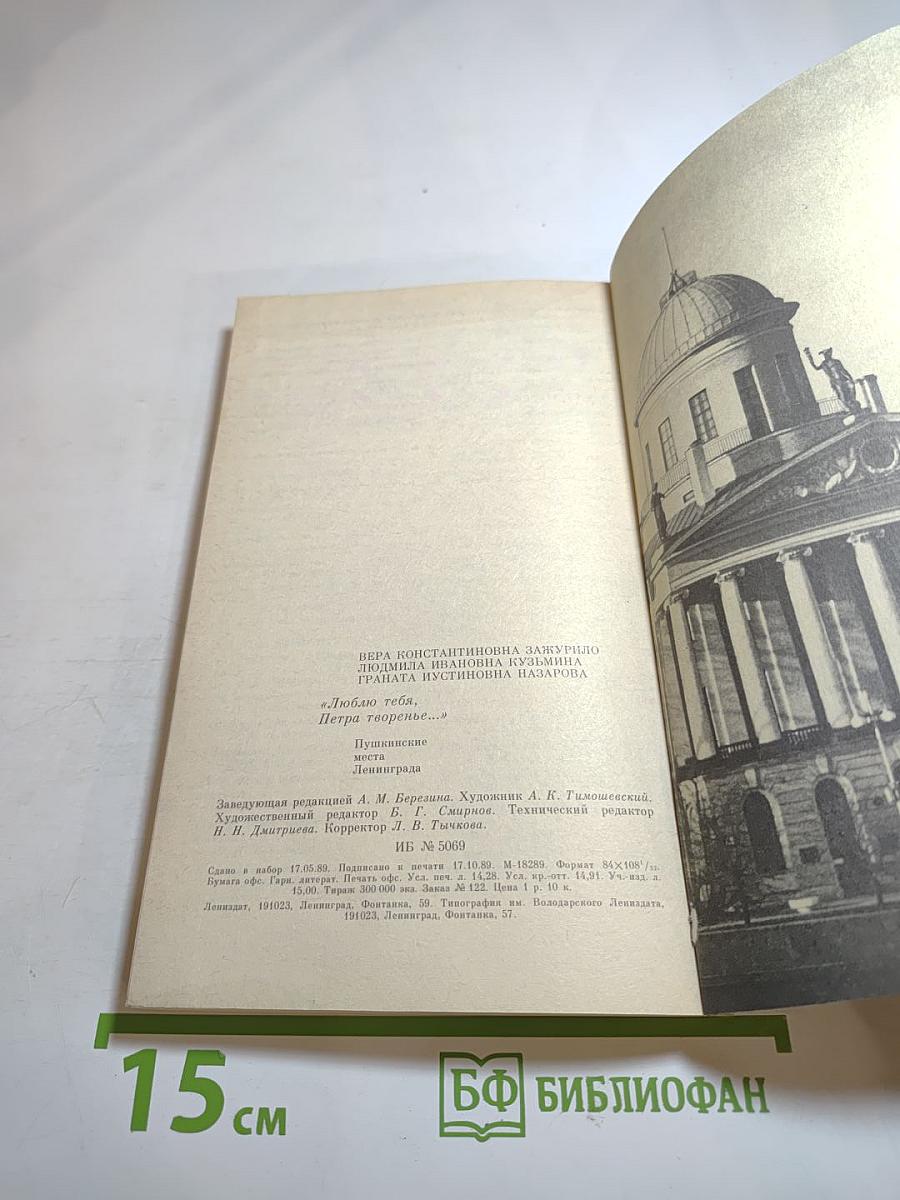 ВЕРА КОНСТАНТИНОВНА ЗАЖУРИЛО
ЛЮДМИЛА ИВАНОВНА КУЗЬМИНА
ГРАНАТА ИУСТИНОВНА НАЗАРОВА
«Люблю тебя,
Петра творенье...»
Пушкинские
места
Ленинграда
Заведующая редакцией А. М. Березина. Художник А. К. Тимошевский.
Художественный редактор Б. Г. Смирнов. Технический редактор
Н. Н. Дмитриева. Корректор Л. В. Тычкова.
ИБ № 5069
Сдано в набор 17.05.89. Подписано к печати 17.10.89. М-18289. Формат 84×108¹/₃₂.
Бумага офс. Гарн. литерат. Печать офс. Усл. печ. л. 14,28. Усл. кр.-отт. 14,91. Уч.-изд. л.
15,00. Тираж 300 000 экз. Заказ № 122. Цена 1 р. 10 к.
Лениздат, 191023, Ленинград, Фонтанка, 59. Типография им. Володарского Лениздата,
191023, Ленинград, Фонтанка, 57.
15 см
БФ БИБЛИОФАН